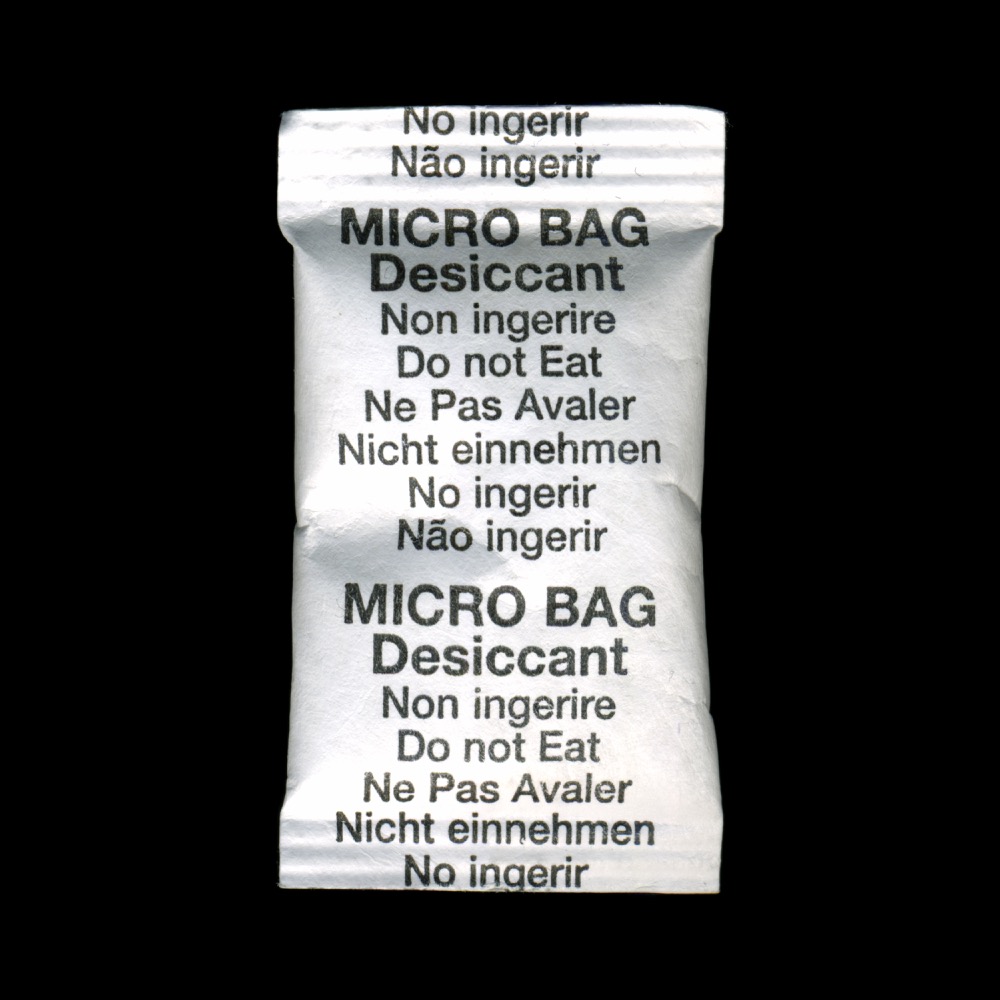 No ingerir
Não ingerir
MICRO BAG
Desiccant
Non ingerire
Do not Eat
Ne Pas Avaler
Nicht einnehmen
No ingerir
Não ingerir
MICRO BAG
Desiccant
Non ingerire
Do not Eat
Ne Pas Avaler
Nicht einnehmen
No ingerir